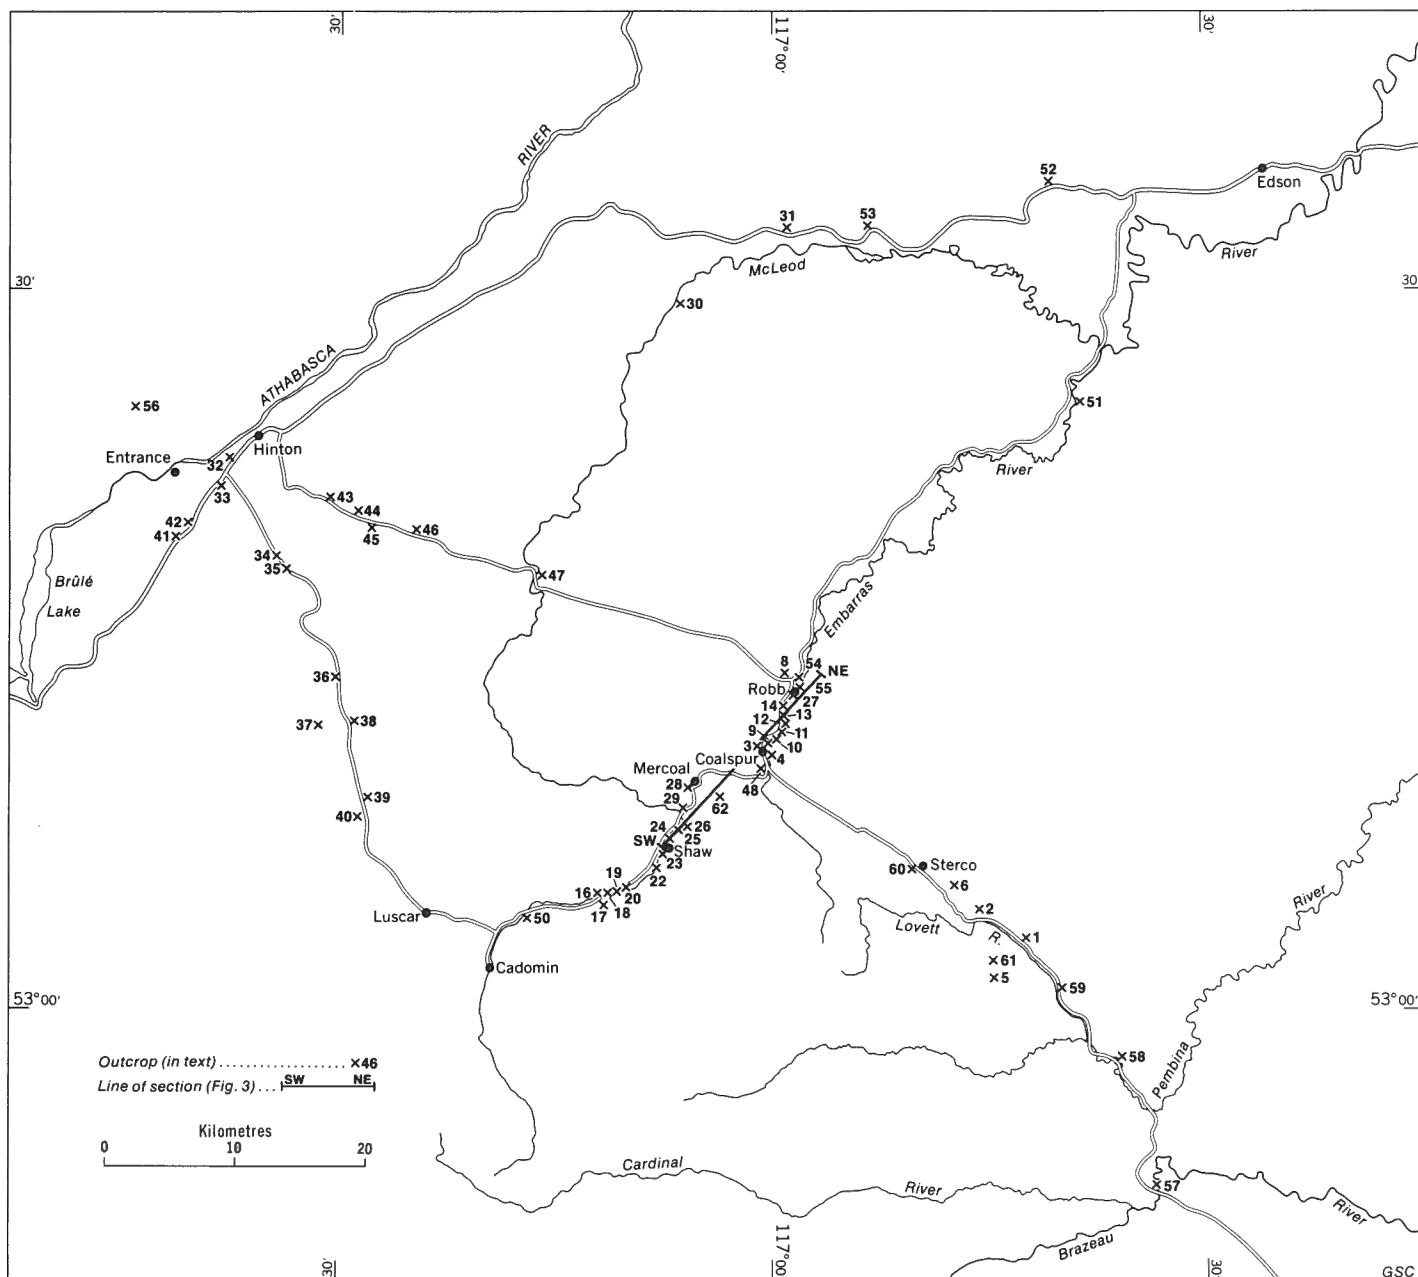 30'
117°00'
30'
RIVER
52
Edson
31
53
River
McLeod
30'
30
30
ATHABASCA
56
51
Hinton
Entrance
32
River
33
43
44
42
46
41
45
34
35
47
Brûlé
Lake
Embarras
8
54
NE
36
Robb
55
27
14
13
37
38
12
11
9
10
3
Coalspur
4
Mercoal
28
48
39
29
62
40
24
26
SW
25
Shaw
23
Sterco
60
22
19
6
16
20
River
17
18
2
Luscar
50
Lovett
R.
1
61
Cadomin
5
59
53°00'
53°00'
58
Outcrop (in text) .................. ×46
Pembina
Line of section (Fig. 3) ... SW NE
Kilometres
0 10 20
Cardinal
River
57
River
Brazeau
30'
117°00'
30'
GSC